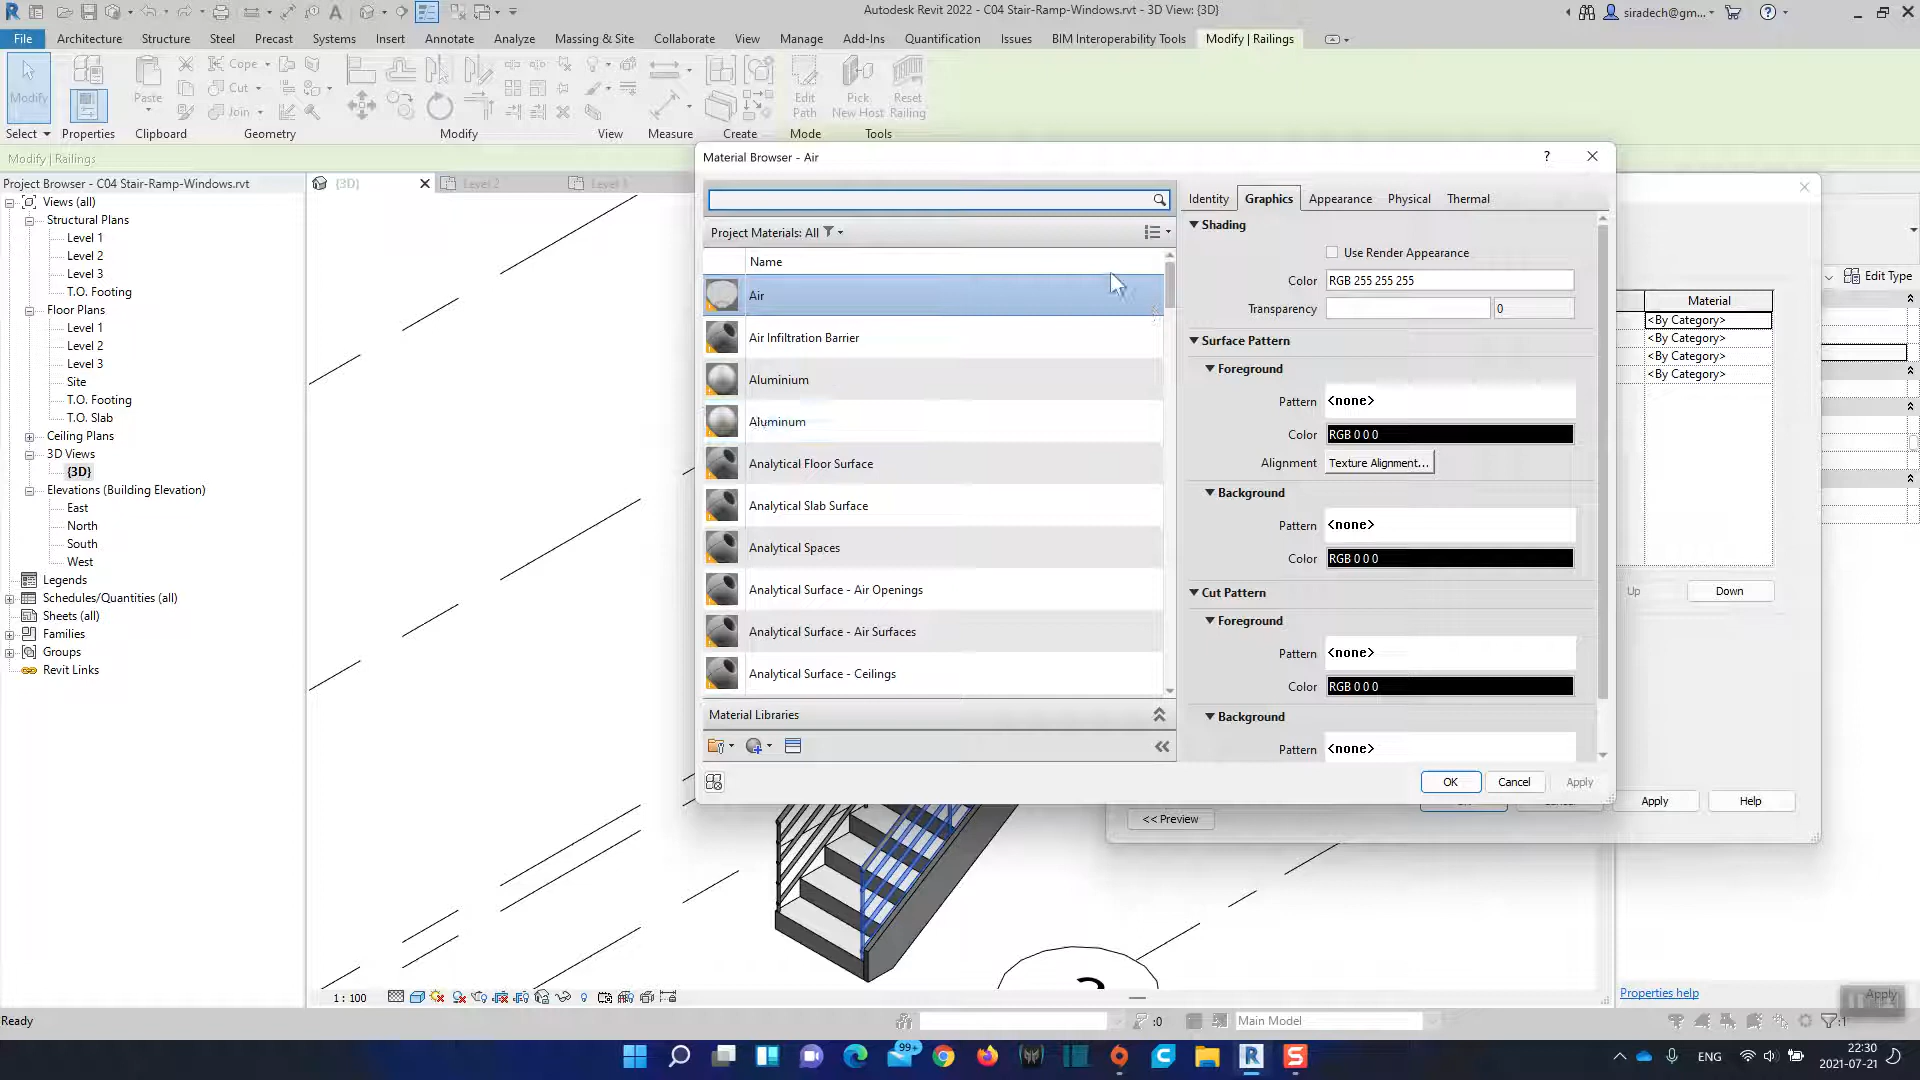 Autodesk Revit 2022 - C04 Stair-Ramp-Windows.rvt - 3D View: {3D}
siradech@gm...
File Architecture Structure Steel Precast Systems Insert Annotate Analyze Massing & Site Collaborate View Manage Add-Ins Quantification Issues BIM Interoperability Tools Modify | Railings
Modify
Paste
Cope
Cut
Join
Edit Path
Pick New Host
Reset Railing
Select Properties Clipboard Geometry Modify View Measure Create Mode Tools
Modify | Railings
Project Browser - C04 Stair-Ramp-Windows.rvt
{3D}
Level 2
Views (all)
Structural Plans
Level 1
Level 2
Level 3
T.O. Footing
Floor Plans
Level 1
Level 2
Level 3
Site
T.O. Footing
T.O. Slab
Ceiling Plans
3D Views
{3D}
Elevations (Building Elevation)
East
North
South
West
Legends
Schedules/Quantities (all)
Sheets (all)
Families
Groups
Revit Links
Material Browser - Air
Project Materials: All
Name
Air
Air Infiltration Barrier
Aluminium
Aluminum
Analytical Floor Surface
Analytical Slab Surface
Analytical Spaces
Analytical Surface - Air Openings
Analytical Surface - Air Surfaces
Analytical Surface - Ceilings
Material Libraries
Identity Graphics Appearance Physical Thermal
Shading
Use Render Appearance
Color RGB 255 255 255
Transparency 0
Surface Pattern
Foreground
Pattern <none>
Color RGB 0 0 0
Alignment Texture Alignment...
Background
Pattern <none>
Color RGB 0 0 0
Cut Pattern
Foreground
Pattern <none>
Color RGB 0 0 0
Background
Pattern <none>
OK Cancel Apply
Edit Type
Material
<By Category>
<By Category>
<By Category>
<By Category>
Up Down
Apply Help
<< Preview
1 : 100
Properties help
Apply
Ready
:0
Main Model
:1
99+
ENG
22:30
2021-07-21